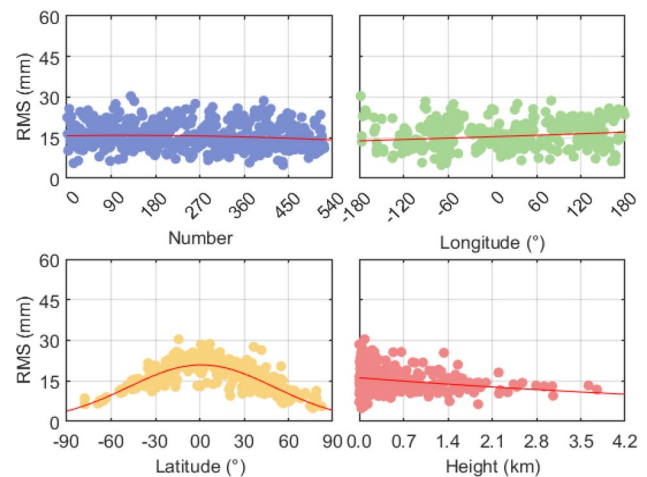 60
45
30
15
0
RMS (mm)
0 90 180 270 360 450 540
Number
-180 -120 -60 0 60 120 180
Longitude (°)
60
45
30
15
0
RMS (mm)
-90 -60 -30 00 30 60 90
Latitude (°)
0.0 0.7 1.4 2.1 2.8 3.5 4.2
Height (km)